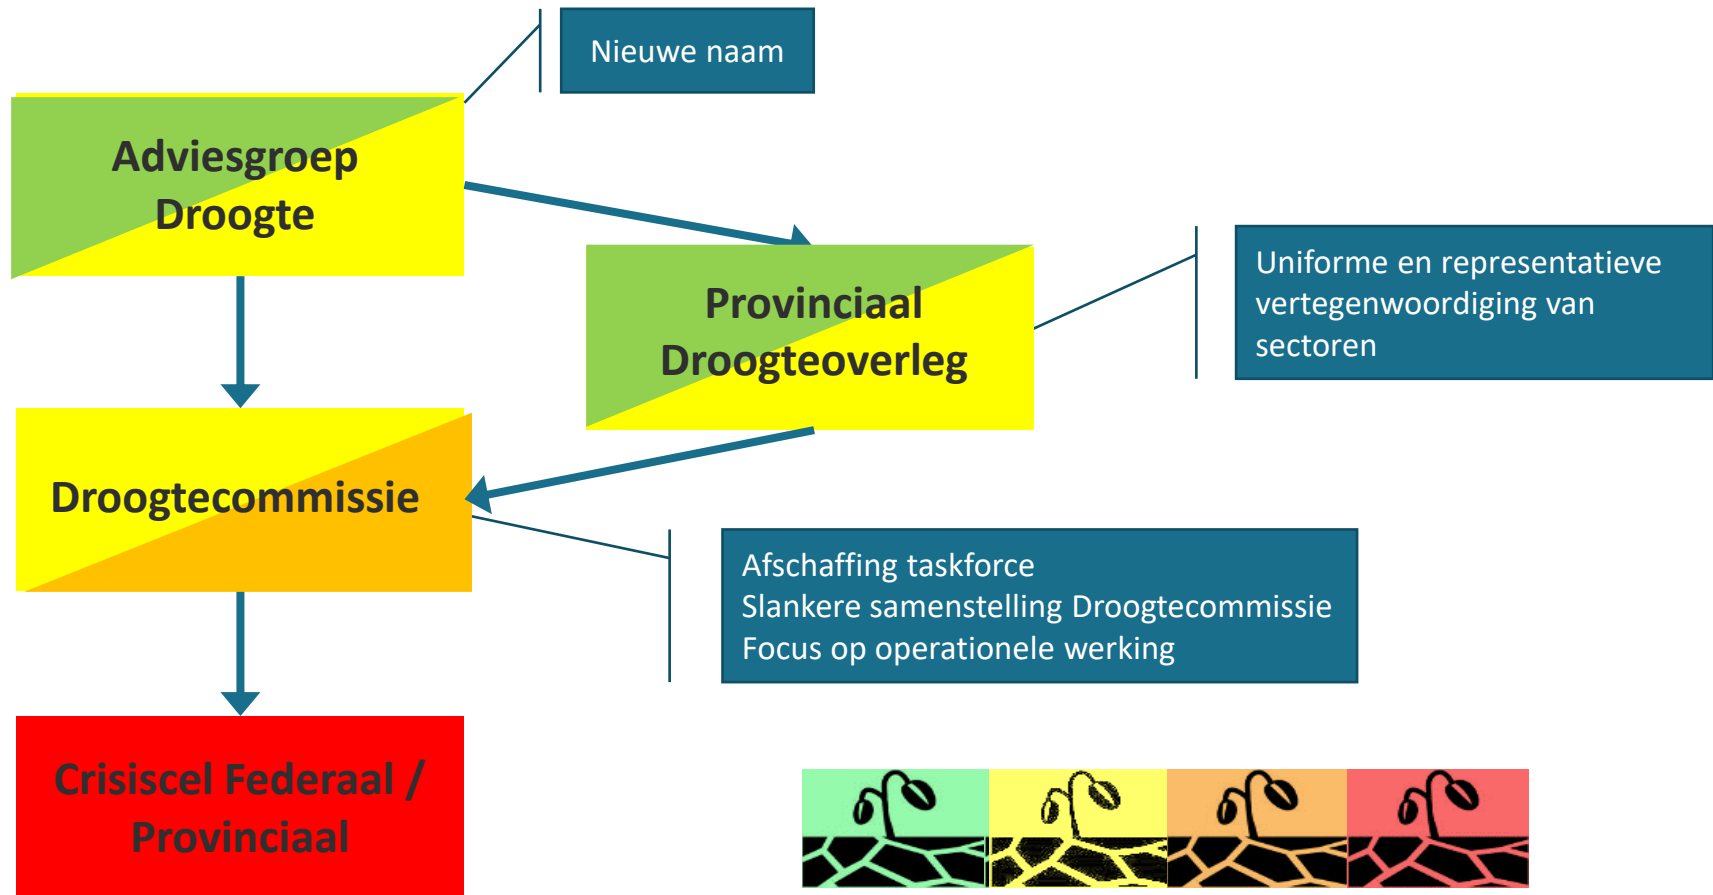 Nieuwe naam
Adviesgroep
Droogte
Provinciaal
Droogteoverleg
Uniforme en representatieve
vertegenwoordiging van
sectoren
Droogtecommissie
Afschaffing taskforce
Slankere samenstelling Droogtecommissie
Focus op operationele werking
Crisiscel Federaal /
Provinciaal